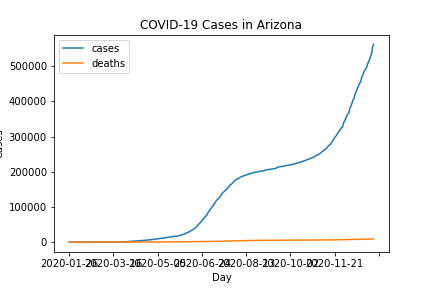 COVID-19 Cases in Arizona
cases
deaths
500000
400000
300000
200000
100000
0
cases
2020-01-26 2020-03-16 2020-05-05 2020-06-24 2020-08-13 2020-10-02 2020-11-21
Day